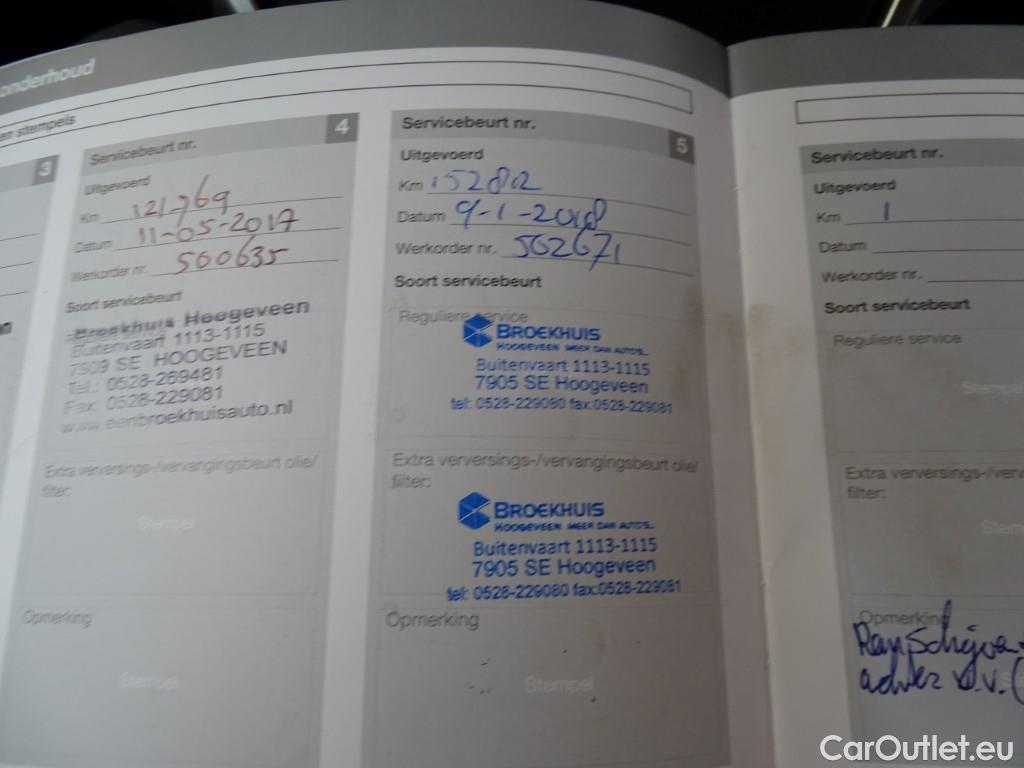 onderhoud
en stempels
3
Servicebeurt nr.
4
Uitgevoerd
Km 121769
Datum 11-05-2017
Werkorder nr. 500635
Soort servicebeurt
Broekhuis Hoogeveen
Buitenvaart 1113-1115
7909 SE HOOGEVEEN
Tel.: 0528-269481
Fax: 0528-229081
www.eenbroekhuisauto.nl
Extra verversings-/vervangingsbeurt olie/
filter:
Stempel
Opmerking
Stempel
Servicebeurt nr.
5
Uitgevoerd
Km 152812
Datum 9-1-2018
Werkorder nr. 502671
Soort servicebeurt
Reguliere service
BROEKHUIS
HOOGEVEEN MEER DAN AUTO'S...
Buitenvaart 1113-1115
7905 SE Hoogeveen
tel: 0528-229080 fax:0528-229081
Extra verversings-/vervangingsbeurt olie/
filter:
BROEKHUIS
HOOGEVEEN MEER DAN AUTO'S...
Buitenvaart 1113-1115
7905 SE Hoogeveen
tel: 0528-229080 fax:0528-229081
Opmerking
Stempel
Servicebeurt nr.
Uitgevoerd
Km 1
Datum
Werkorder nr.
Soort servicebeurt
Reguliere service
Stempel
Extra verversings-/verv
filter:
Stem
Opmerking
achter
CarOutlet.eu